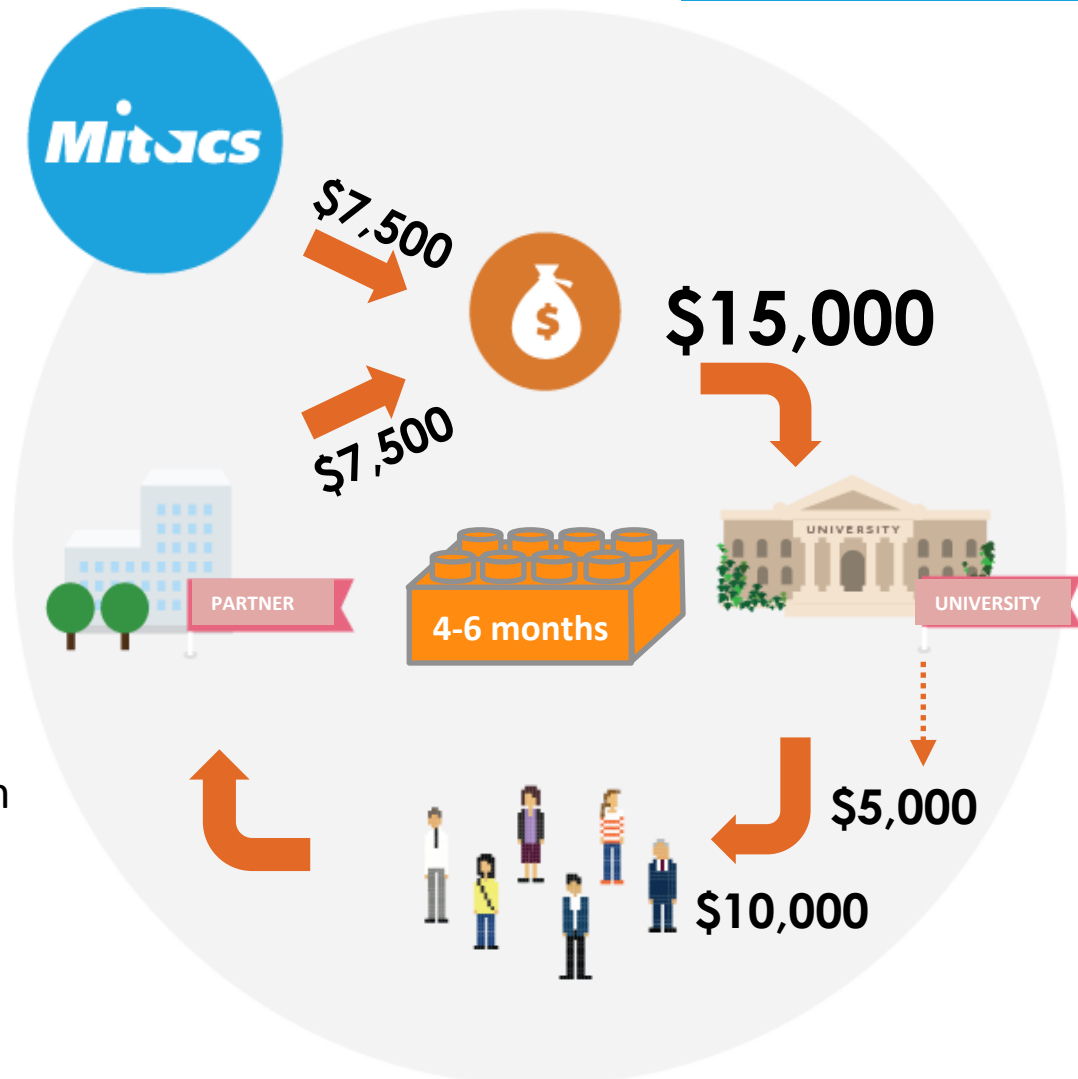 Mitacs
$7,500
$15,000
$7,500
UNIVERSITY
PARTNER
UNIVERSITY
4-6 months
$5,000
$10,000